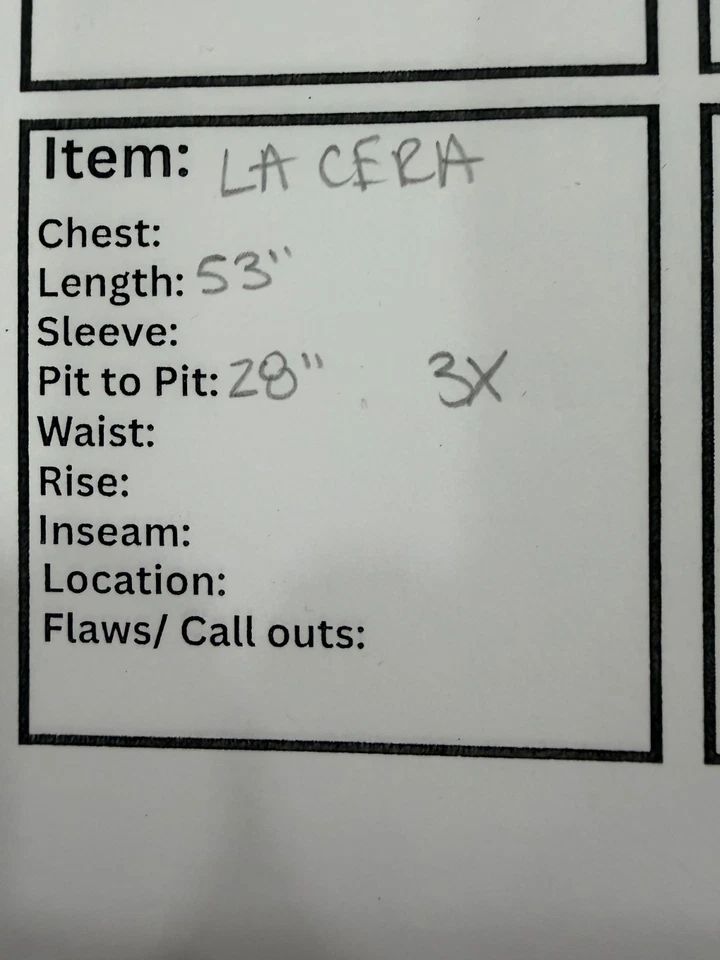 Item: LA CERA
Chest:
Length: 53"
Sleeve:
Pit to Pit: 28" 3X
Waist:
Rise:
Inseam:
Location:
Flaws/ Call outs: